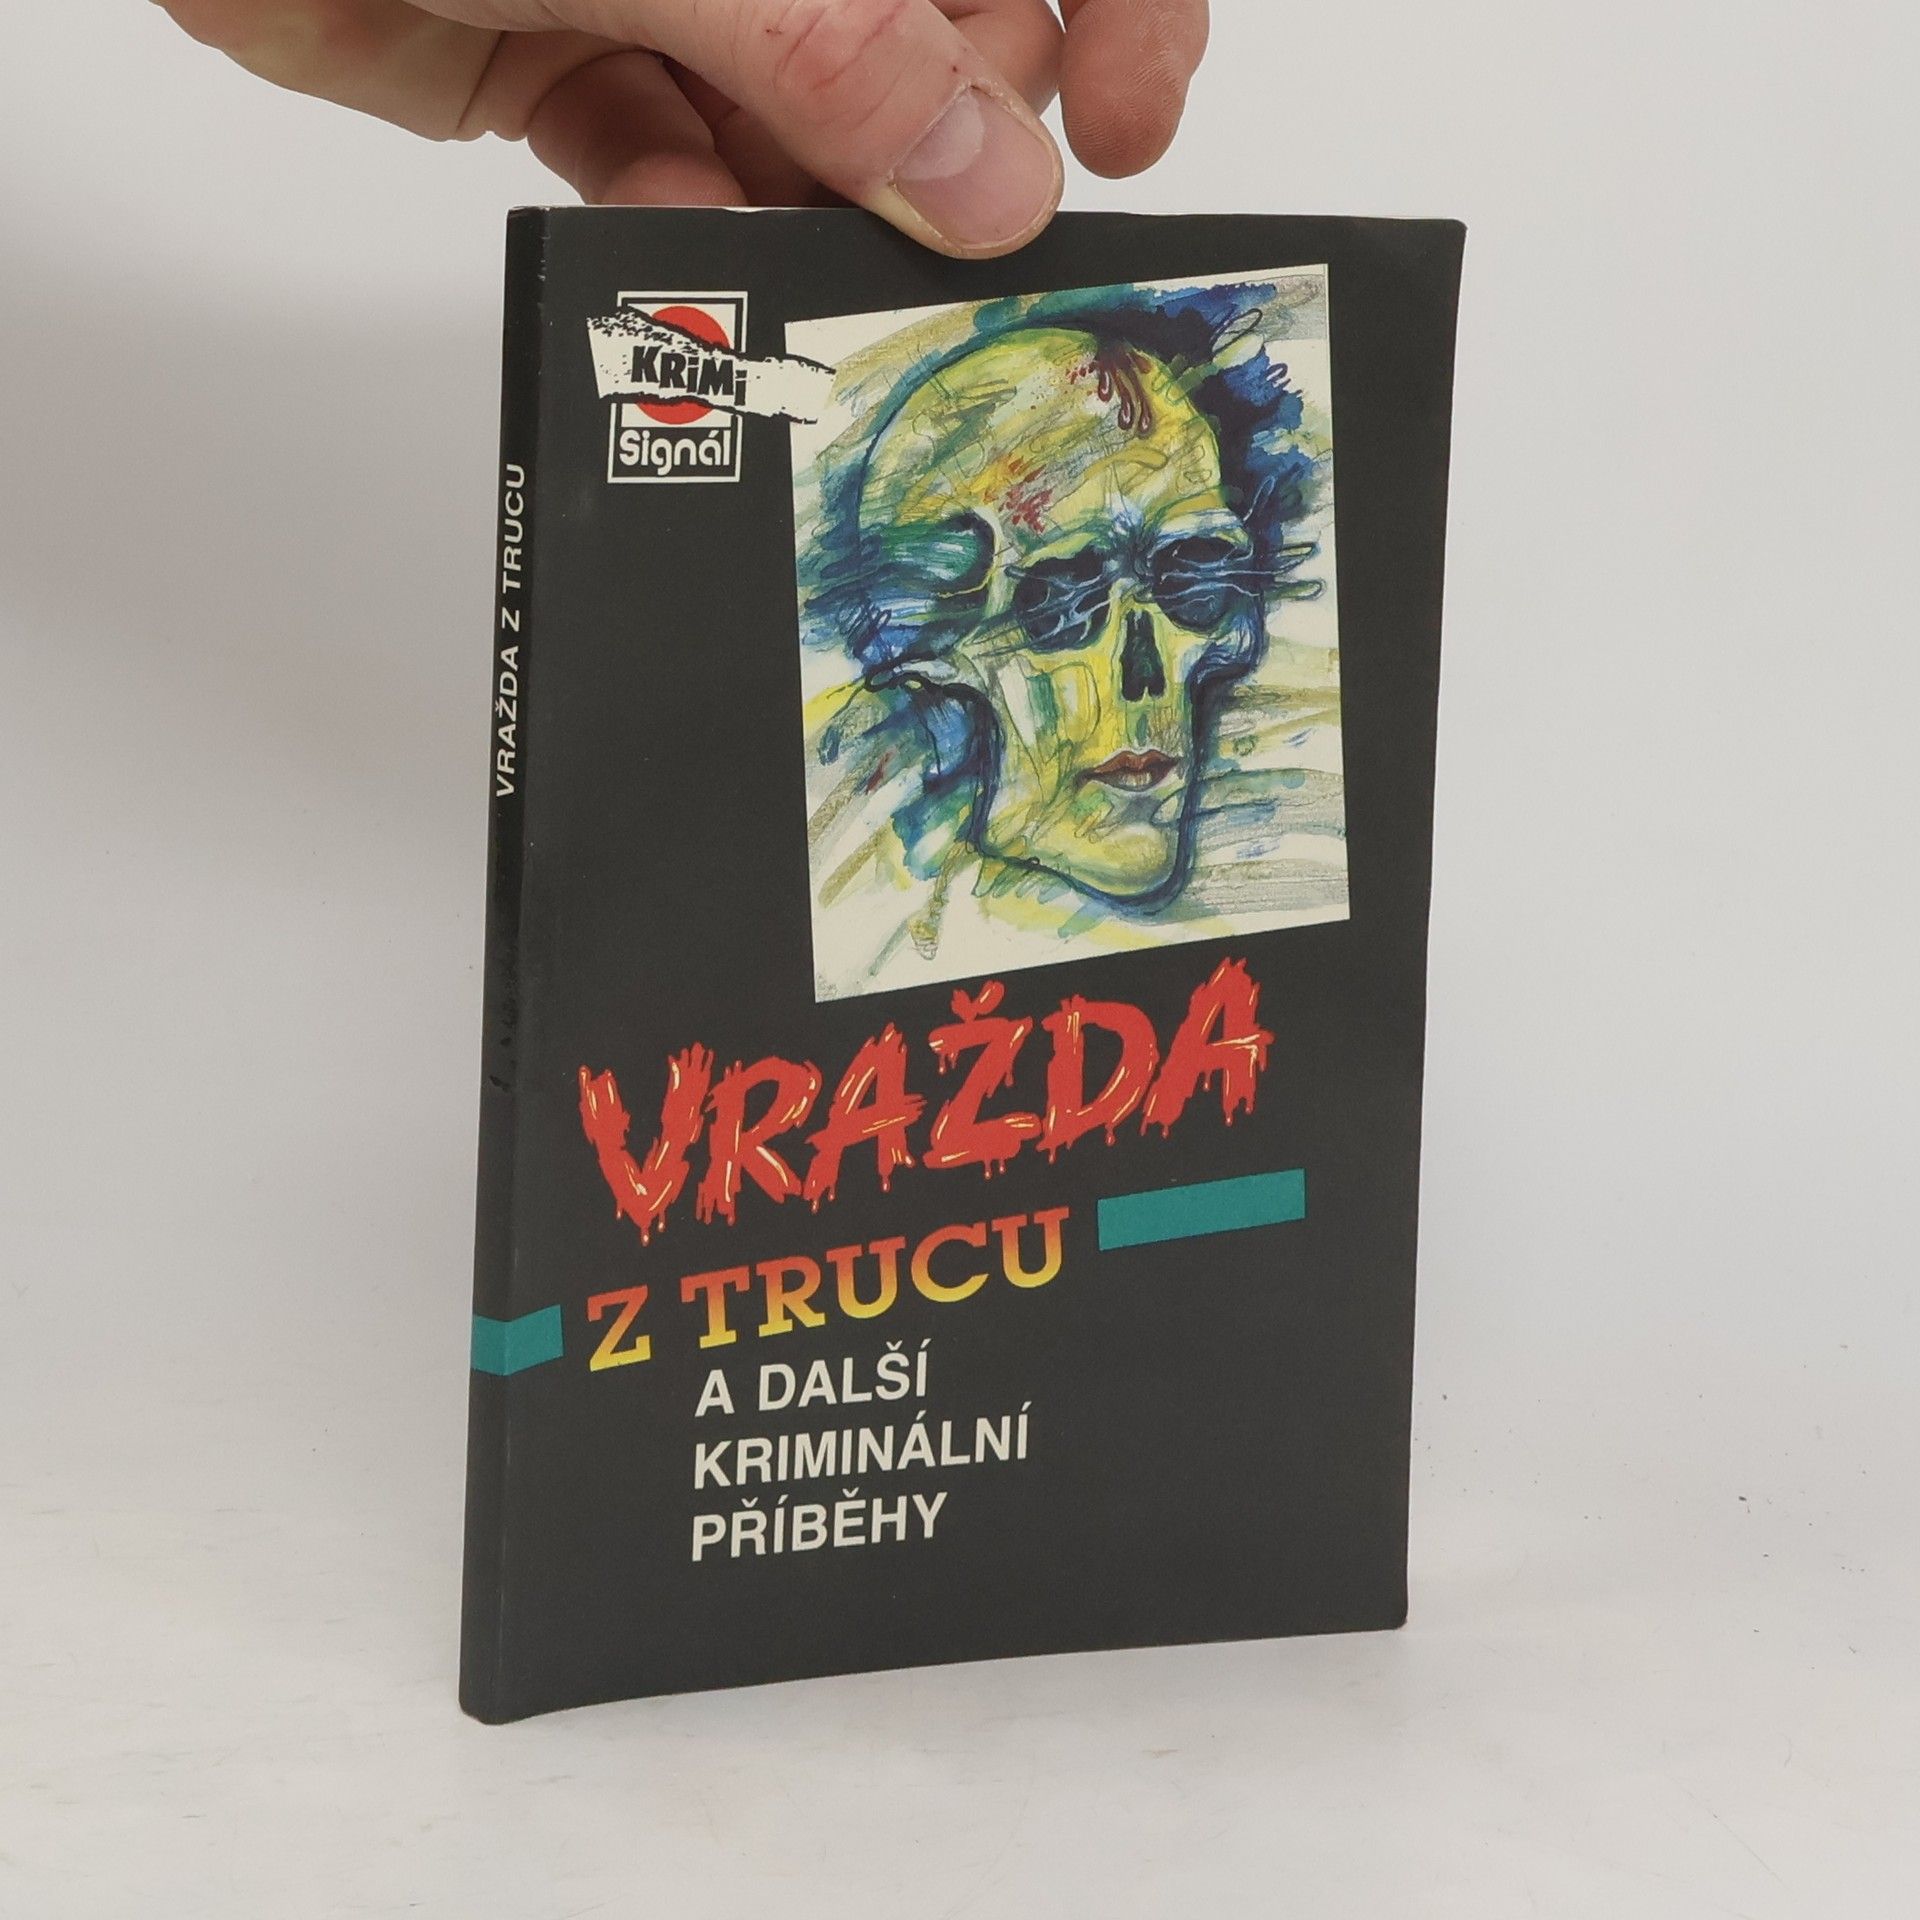 KRiMi
Signál
VRAŽDA Z TRUCU
VRAŽDA
Z TRUCU
A DALŠÍ
KRIMINÁLNÍ
PŘÍBĚHY